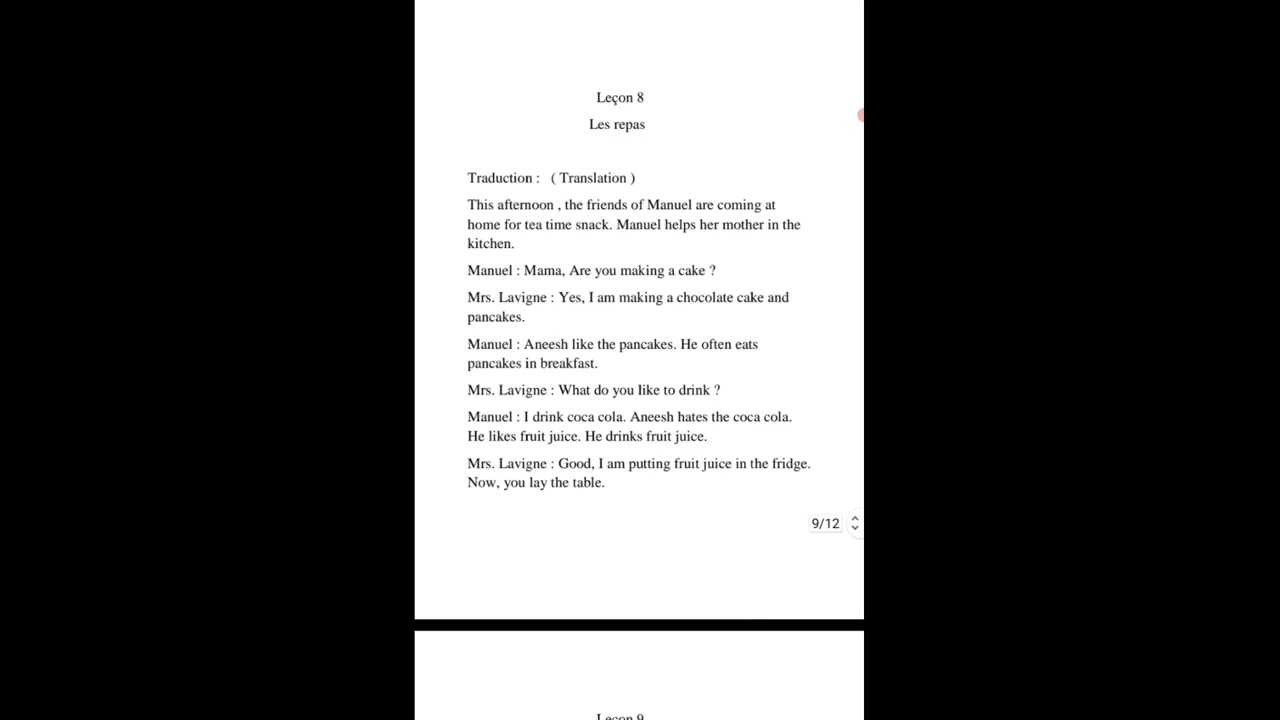 Leçon 8
Les repas
Traduction :   ( Translation )
This afternoon , the friends of Manuel are coming at
home for tea time snack. Manuel helps her mother in the
kitchen.
Manuel : Mama, Are you making a cake ?
Mrs. Lavigne : Yes, I am making a chocolate cake and
pancakes.
Manuel : Aneesh like the pancakes. He often eats
pancakes in breakfast.
Mrs. Lavigne : What do you like to drink ?
Manuel : I drink coca cola. Aneesh hates the coca cola.
He likes fruit juice. He drinks fruit juice.
Mrs. Lavigne : Good, I am putting fruit juice in the fridge.
Now, you lay the table.
9/12
Leçon 9